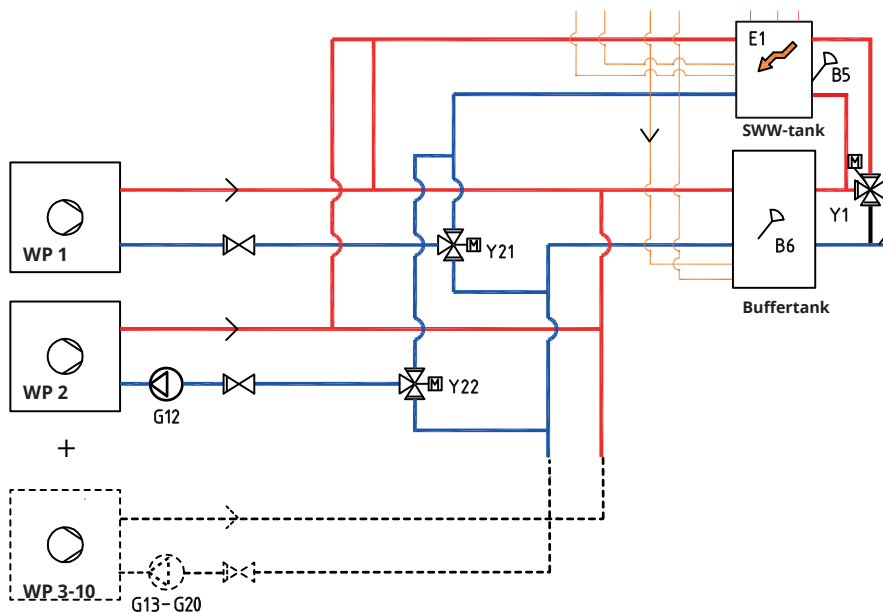 E1
B5
SWW-tank
M
Y1
WP 1
M
Y21
B6
Buffertank
WP 2
M
Y22
G12
+
WP 3-10
G13-G20